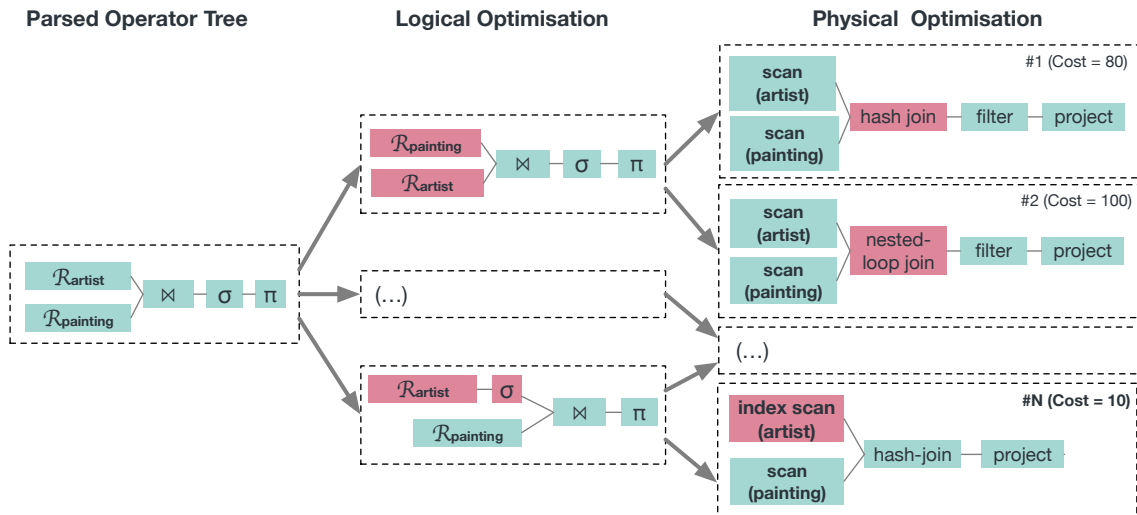 Parsed Operator Tree
Logical Optimisation
Physical Optimisation
ℛartist
ℛpainting
⋈
σ
π
ℛpainting
ℛartist
⋈
σ
π
(...)
ℛartist
σ
ℛpainting
⋈
π
#1 (Cost = 80)
scan
(artist)
scan
(painting)
hash join
filter
project
#2 (Cost = 100)
scan
(artist)
scan
(painting)
nested-
loop join
filter
project
(...)
#N (Cost = 10)
index scan
(artist)
scan
(painting)
hash-join
project